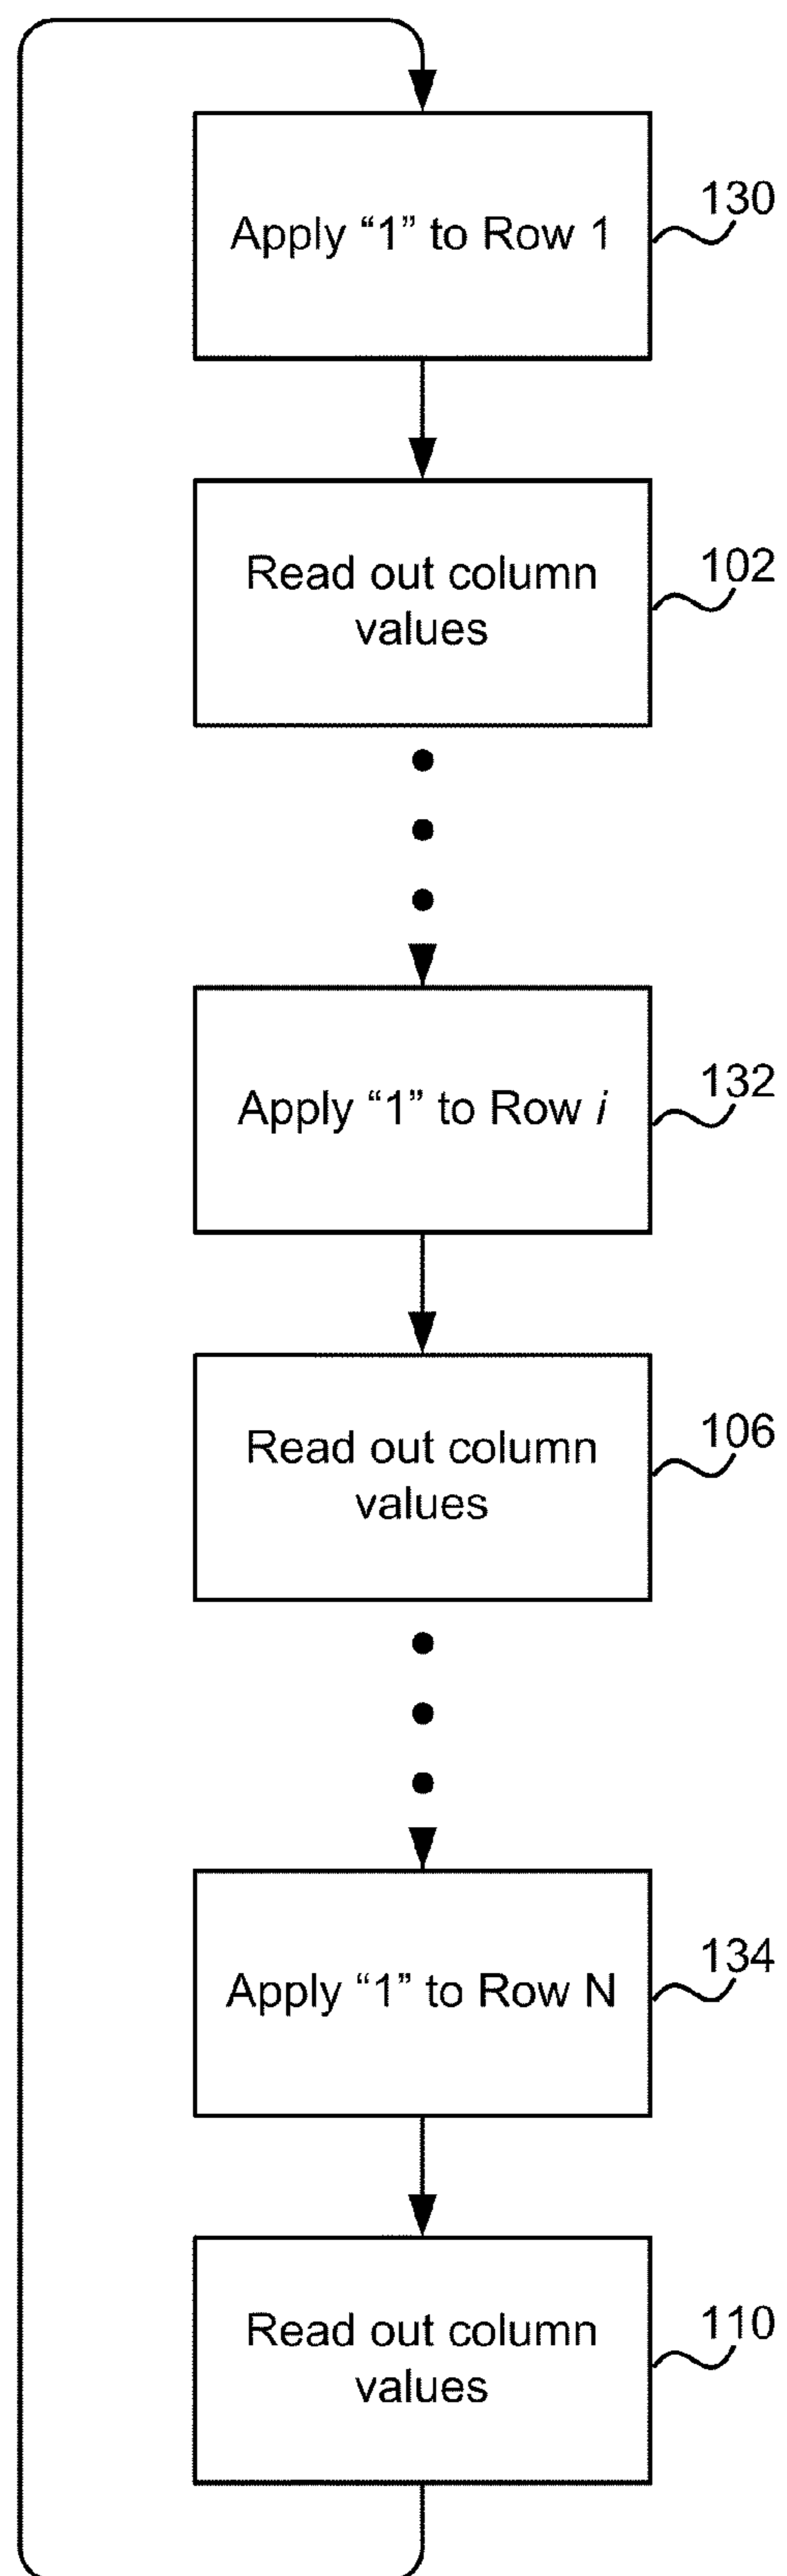 Apply “1” to Row 1
130
Read out column
values
102
Apply “1” to Row i
132
Read out column
values
106
Apply “1” to Row N
134
Read out column
values
110